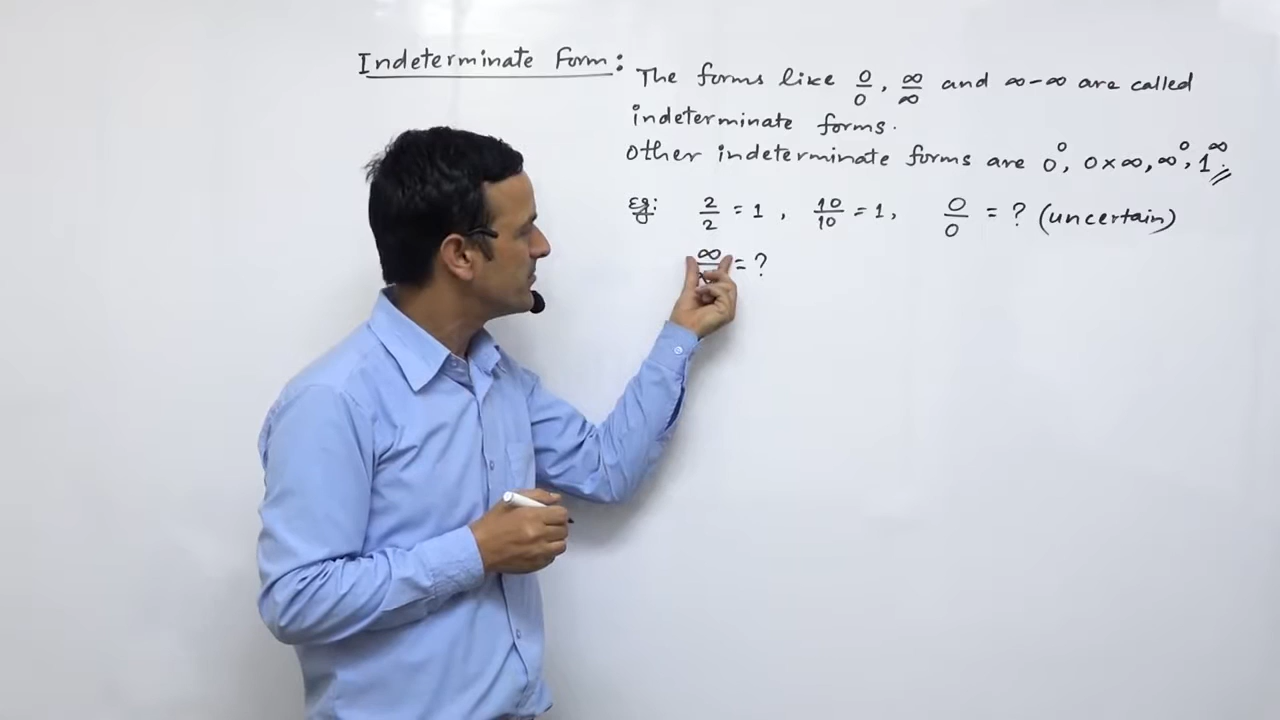 Indeterminate Form: The forms like 0/0, ∞/∞ and ∞-∞ are called
indeterminate forms.
Other indeterminate forms are 0⁰, 0×∞, ∞⁰, 1^∞.
Eg: 2/2 = 1, 10/10 = 1, 0/0 = ? (uncertain)
∞/∞ = ?